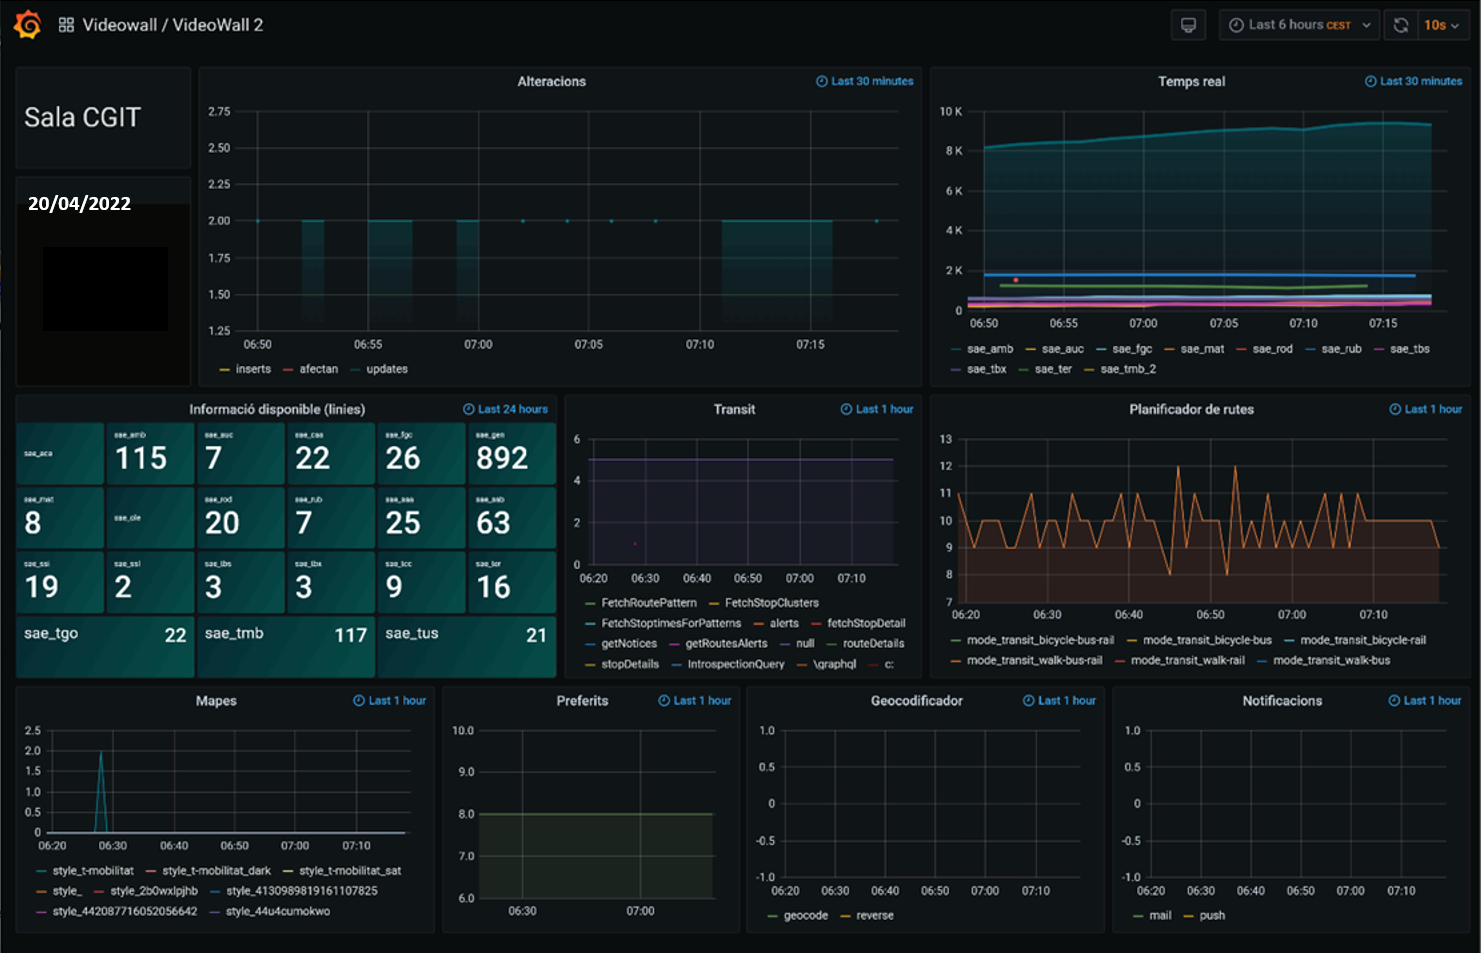 Videowall / VideoWall 2
Last 6 hours CEST
10s
Sala CGIT
20/04/2022
Alteracions
Last 30 minutes
2.75
2.50
2.25
2.00
1.75
1.50
1.25
06:50 06:55 07:00 07:05 07:10 07:15
inserts afectan updates
Temps real
Last 30 minutes
10 K
8 K
6 K
4 K
2 K
0
06:50 06:55 07:00 07:05 07:10 07:15
sae_amb sae_auc sae_fgc sae_mat sae_rod sae_rub sae_tbs
sae_tbx sae_ter sae_tmb_2
Informació disponible (linies)
Last 24 hours
sae_aca
sae_amb 115
sae_auc 7
sae_cas 22
sae_fgc 26
sae_gen 892
sae_mat 8
sae_ole
sae_rod 20
sae_rub 7
25
sae_sab 63
sae_ssi 19
sae_ssl 2
sae_tbs 3
sae_tbx 3
sae_tcc 9
sae_ter 16
sae_tgo 22
sae_tmb 117
sae_tus 21
Transit
Last 1 hour
6
4
2
0
06:20 06:30 06:40 06:50 07:00 07:10
FetchRoutePattern FetchStopClusters
FetchStoptimesForPatterns alerts fetchStopDetail
getNotices getRoutesAlerts null routeDetails
stopDetails IntrospectionQuery \graphql c:
Planificador de rutes
Last 1 hour
13
12
11
10
9
8
7
06:20 06:30 06:40 06:50 07:00 07:10
mode_transit_bicycle-bus-rail mode_transit_bicycle-bus mode_transit_bicycle-rail
mode_transit_walk-bus-rail mode_transit_walk-rail mode_transit_walk-bus
Mapes
Last 1 hour
2.5
2.0
1.5
1.0
0.5
0
06:20 06:30 06:40 06:50 07:00 07:10
style_t-mobilitat style_t-mobilitat_dark style_t-mobilitat_sat
style_ style_2b0wxlpjhb style_4130989819161107825
style_442087716052056642 style_44u4cumokwo
Preferits
Last 1 hour
10.0
9.0
8.0
7.0
6.0
06:30 07:00
Geocodificador
Last 1 hour
1.0
0.5
0
-0.5
-1.0
06:20 06:30 06:40 06:50 07:00 07:10
geocode reverse
Notificacions
Last 1 hour
1.0
0.5
0
-0.5
-1.0
06:20 06:30 06:40 06:50 07:00 07:10
mail push